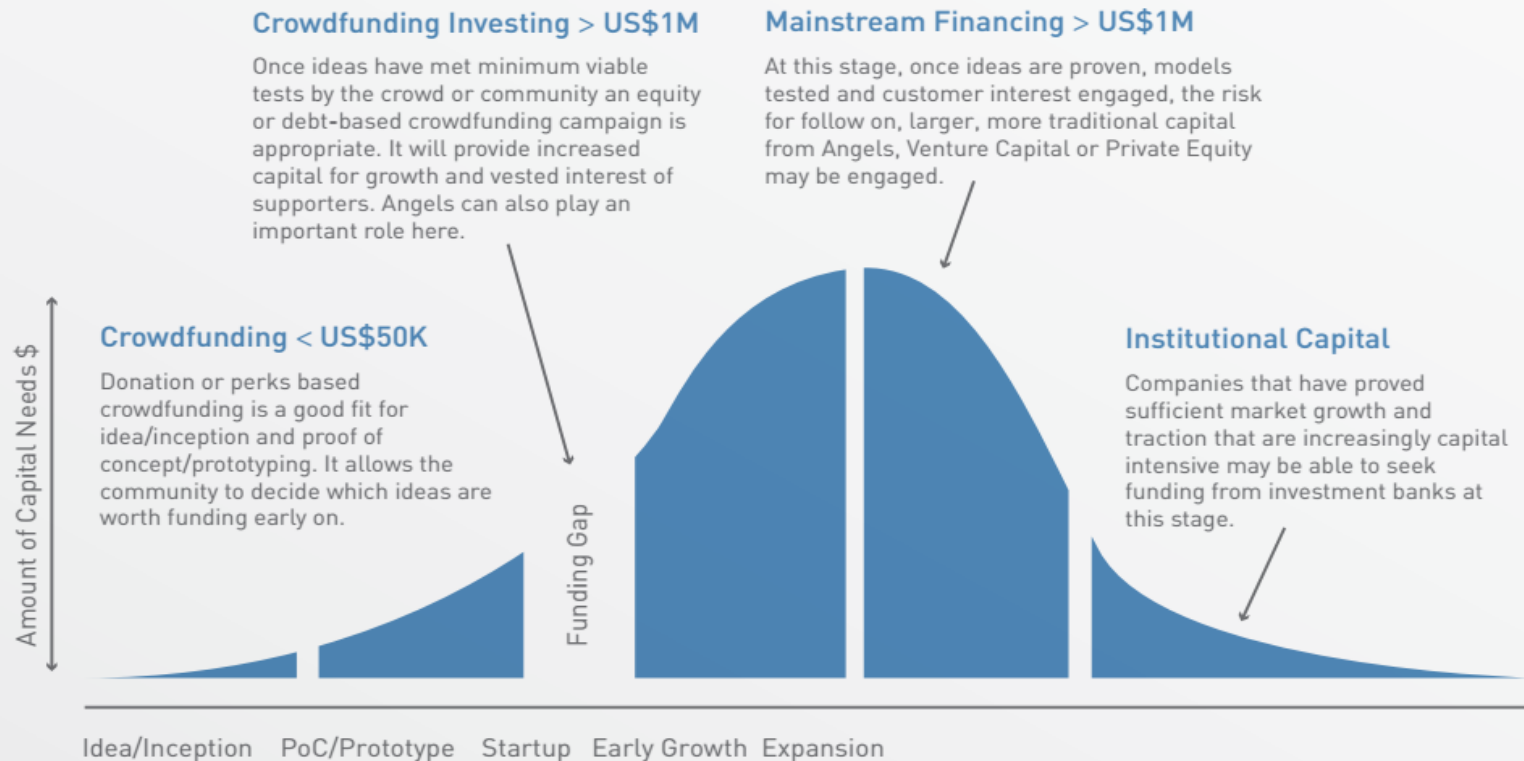 Crowdfunding Investing > US$1M
Once ideas have met minimum viable
tests by the crowd or community an equity
or debt-based crowdfunding campaign is
appropriate. It will provide increased
capital for growth and vested interest of
supporters. Angels can also play an
important role here.
Mainstream Financing > US$1M
At this stage, once ideas are proven, models
tested and customer interest engaged, the risk
for follow on, larger, more traditional capital
from Angels, Venture Capital or Private Equity
may be engaged.
Crowdfunding < US$50K
Donation or perks based
crowdfunding is a good fit for
idea/inception and proof of
concept/prototyping. It allows the
community to decide which ideas are
worth funding early on.
Institutional Capital
Companies that have proved
sufficient market growth and
traction that are increasingly capital
intensive may be able to seek
funding from investment banks at
this stage.
Amount of Capital Needs $
Funding Gap
Idea/Inception PoC/Prototype Startup Early Growth Expansion